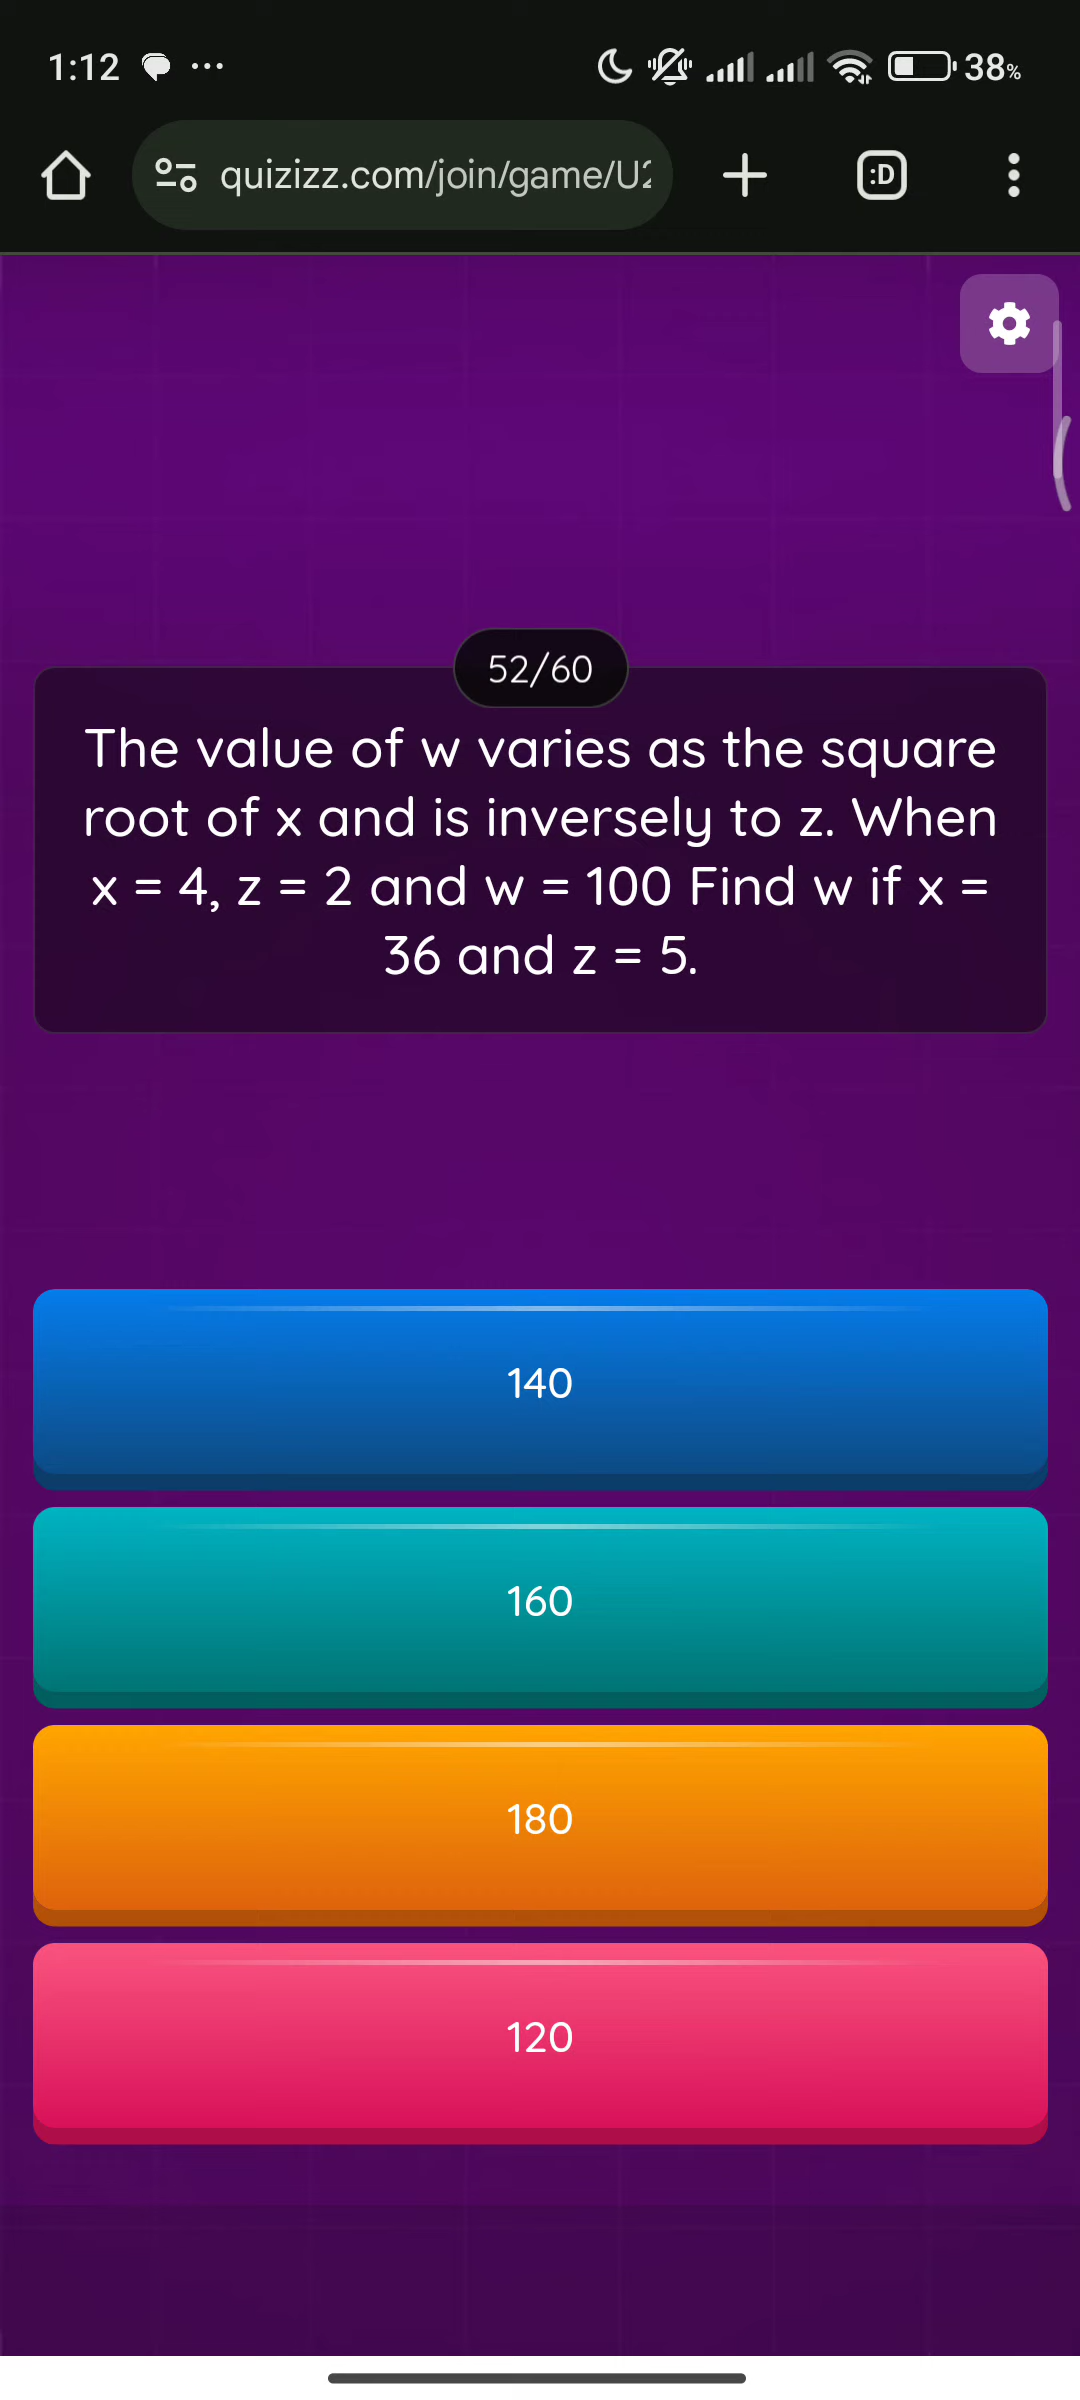 1:12 ... 38%
quizizz.com/join/game/U2
:D
52/60
The value of w varies as the square
root of x and is inversely to z. When
x = 4, z = 2 and w = 100 Find w if x =
36 and z = 5.
140
160
180
120